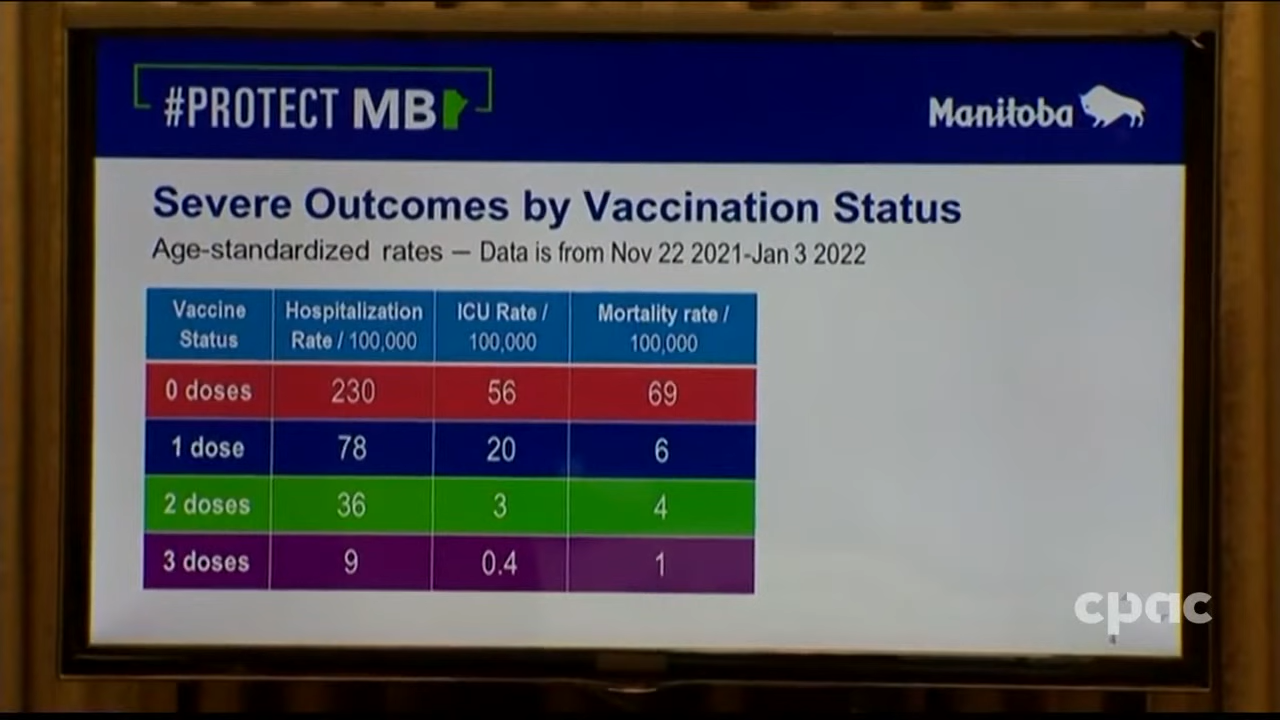 #PROTECT MB
Manitoba
Severe Outcomes by Vaccination Status
Age-standardized rates — Data is from Nov 22 2021-Jan 3 2022
Vaccine Status
Hospitalization Rate / 100,000
ICU Rate / 100,000
Mortality rate / 100,000
0 doses 230 56 69
1 dose 78 20 6
2 doses 36 3 4
3 doses 9 0.4 1
cpac